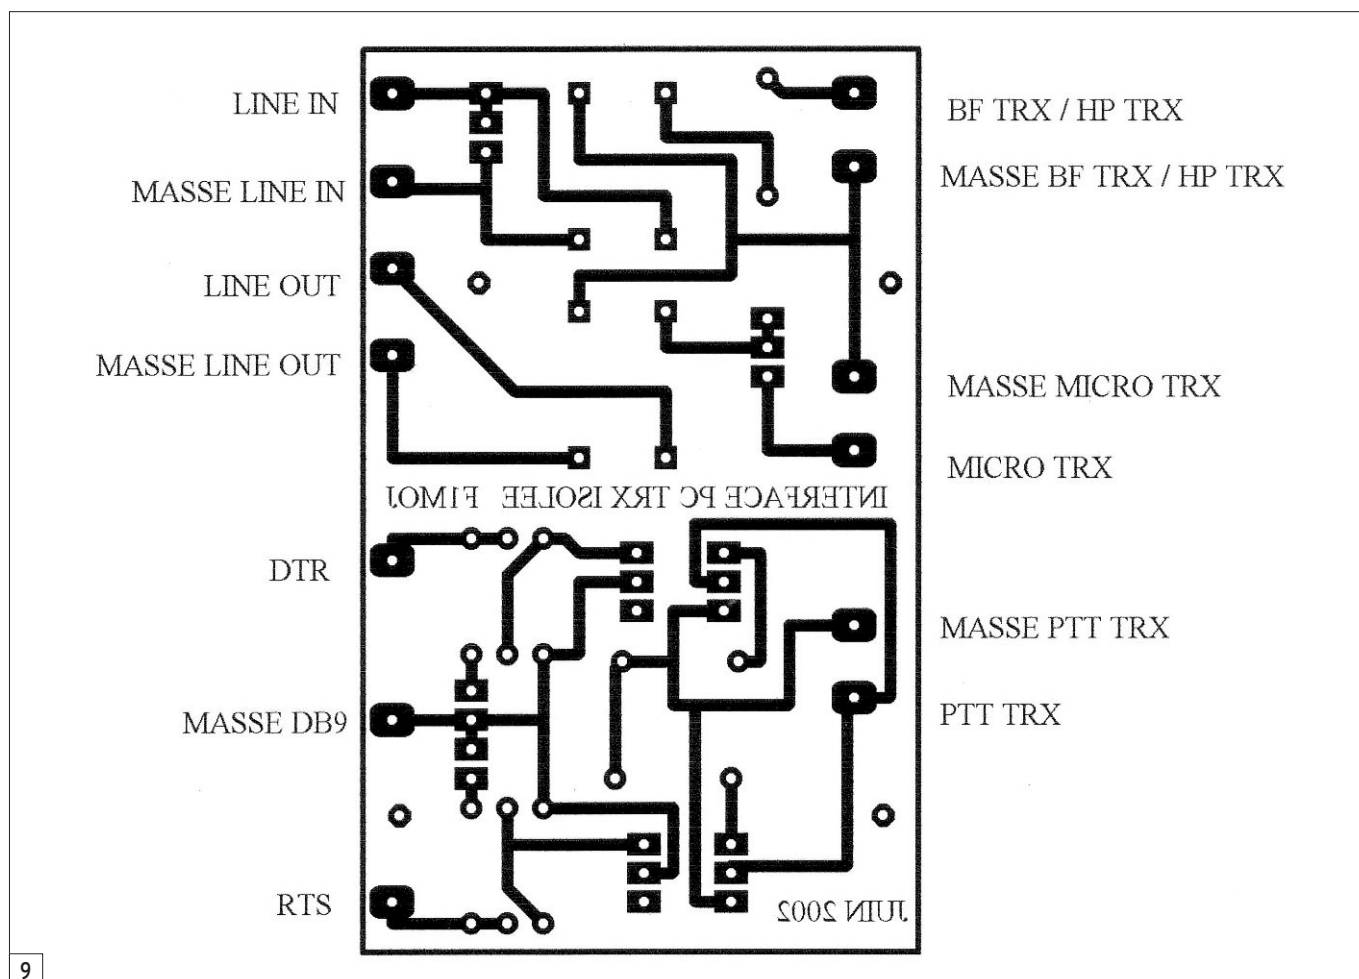 LINE IN
MASSE LINE IN
LINE OUT
MASSE LINE OUT
BF TRX / HP TRX
MASSE BF TRX / HP TRX
MASSE MICRO TRX
MICRO TRX
INTERFACE PC TRX ISOLEE F1MOJ
DTR
MASSE DB9
RTS
MASSE PTT TRX
PTT TRX
JUIN 2002
9